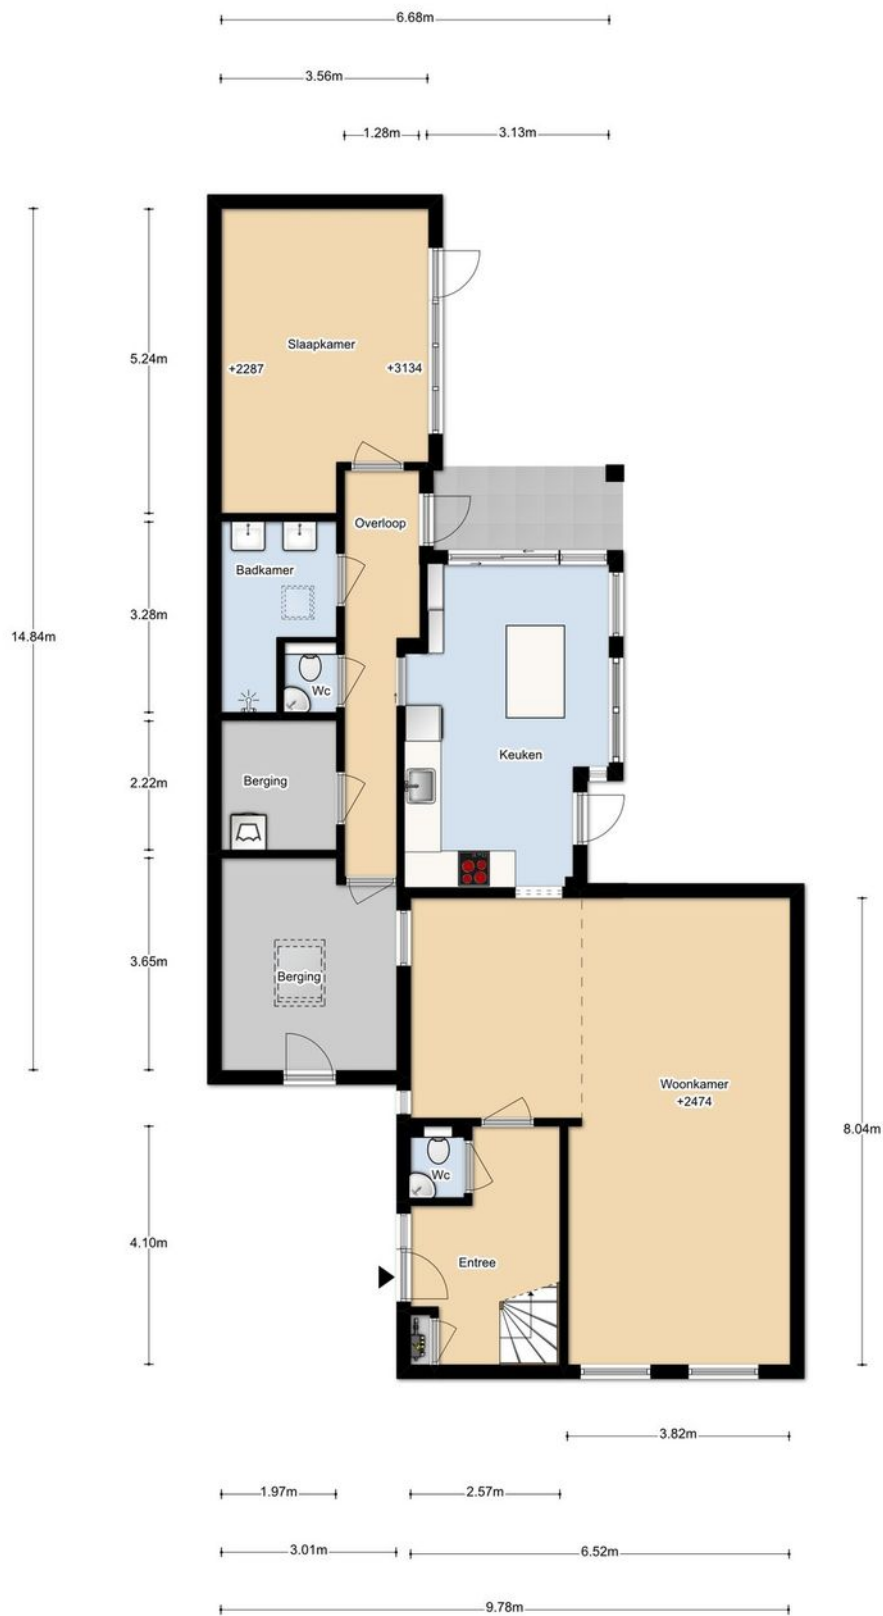 6.68m
3.56m
1.28m
3.13m
Slaapkamer
5.24m
+2287
+3134
Overloop
Badkamer
3.28m
14.84m
Wc
Keuken
Berging
2.22m
3.65m
Berging
Woonkamer
+2474
8.04m
Wc
4.10m
Entree
3.82m
1.97m
2.57m
3.01m
6.52m
9.78m